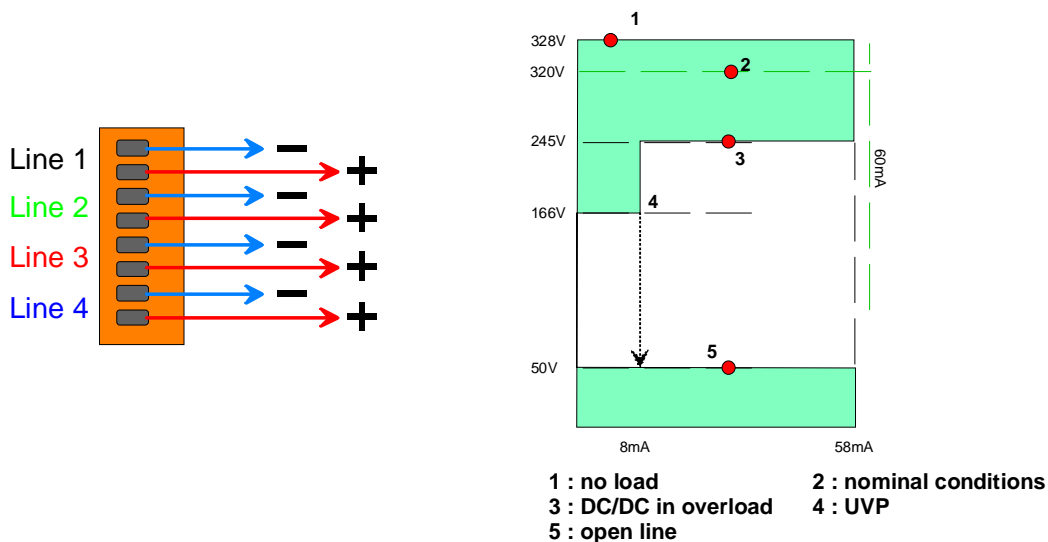 Line 1
Line 2
Line 3
Line 4
−
+
−
+
−
+
−
+
1
328V
320V
2
245V
3
60mA
166V
4
50V
5
8mA
58mA
1 : no load
2 : nominal conditions
3 : DC/DC in overload
4 : UVP
5 : open line